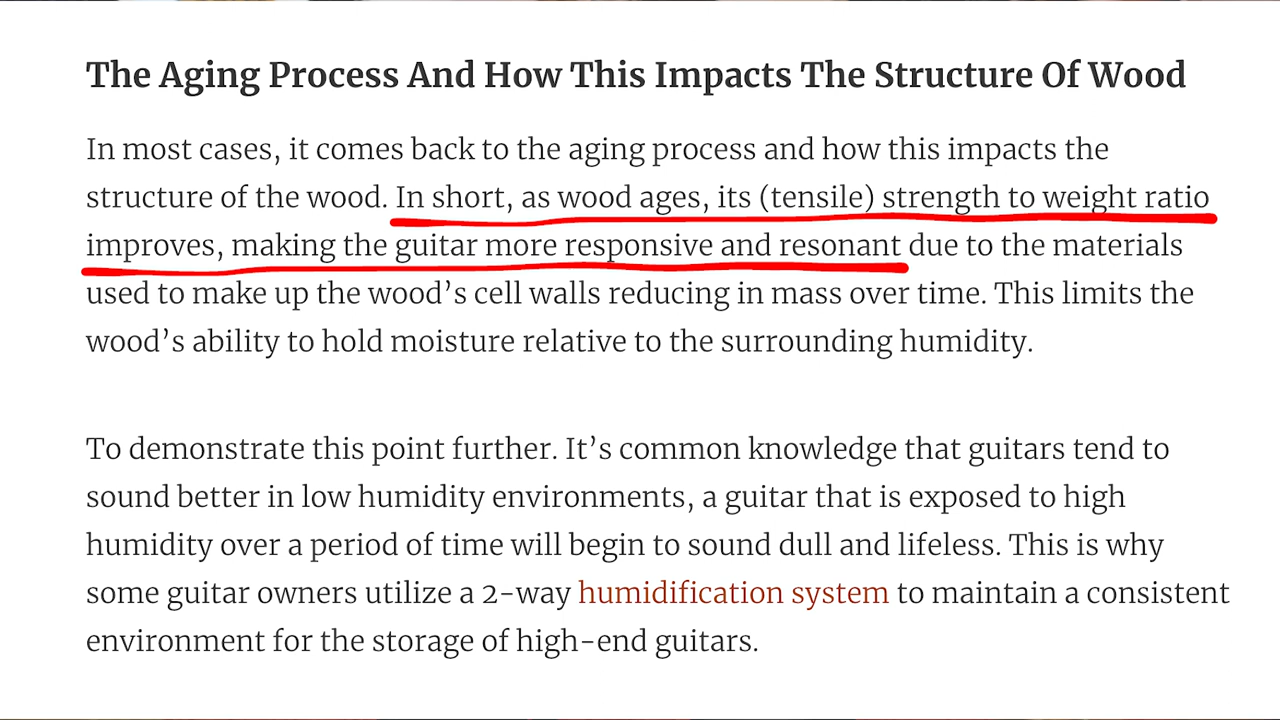 The Aging Process And How This Impacts The Structure Of Wood
In most cases, it comes back to the aging process and how this impacts the
structure of the wood. In short, as wood ages, its (tensile) strength to weight ratio
improves, making the guitar more responsive and resonant due to the materials
used to make up the wood’s cell walls reducing in mass over time. This limits the
wood’s ability to hold moisture relative to the surrounding humidity.
To demonstrate this point further. It’s common knowledge that guitars tend to
sound better in low humidity environments, a guitar that is exposed to high
humidity over a period of time will begin to sound dull and lifeless. This is why
some guitar owners utilize a 2-way humidification system to maintain a consistent
environment for the storage of high-end guitars.